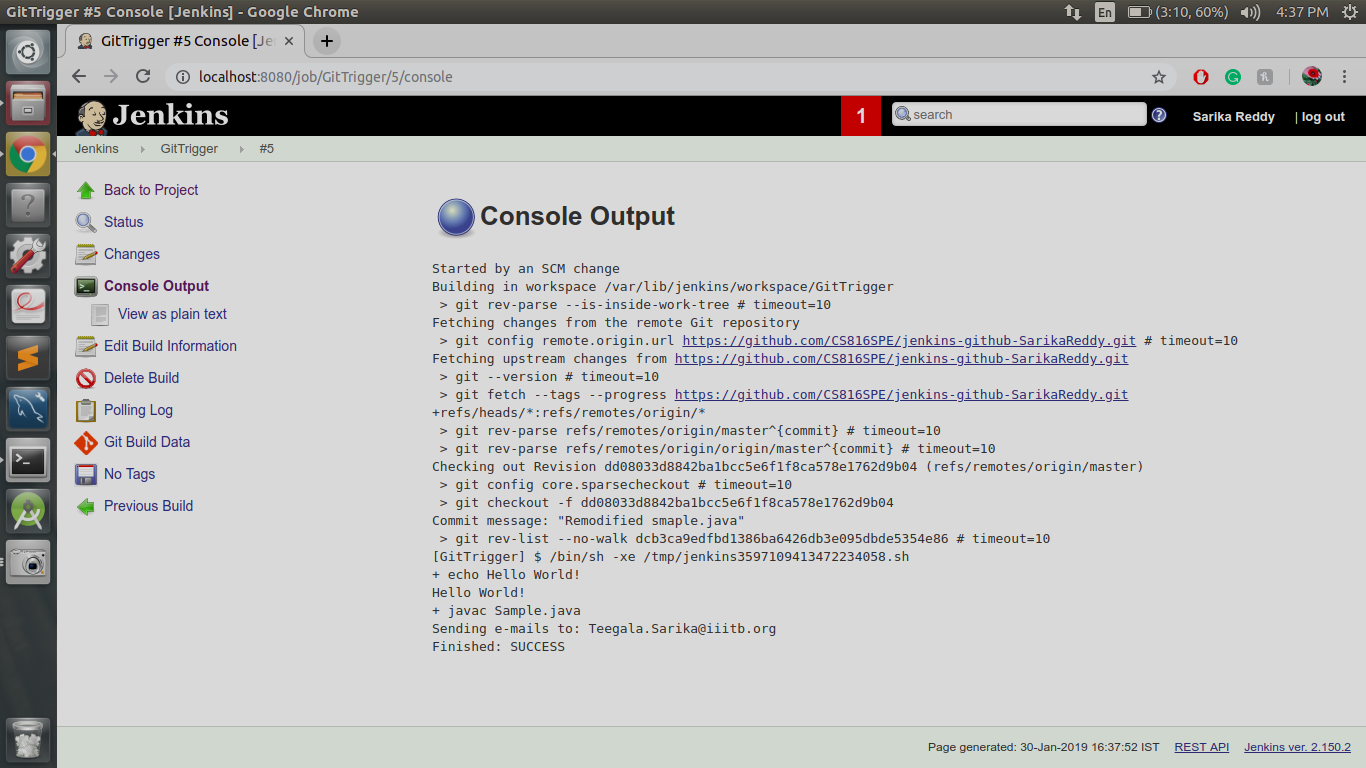 GitTrigger #5 Console [Jenkins] - Google Chrome
En
(3:10, 60%)
4:37 PM
GitTrigger #5 Console [Je
localhost:8080/job/GitTrigger/5/console
Jenkins
1
search
?
Sarika Reddy
| log out
Jenkins
GitTrigger
#5
Back to Project
Status
Changes
Console Output
View as plain text
Edit Build Information
Delete Build
Polling Log
Git Build Data
No Tags
Previous Build
Console Output
Started by an SCM change
Building in workspace /var/lib/jenkins/workspace/GitTrigger
 > git rev-parse --is-inside-work-tree # timeout=10
Fetching changes from the remote Git repository
 > git config remote.origin.url https://github.com/CS816SPE/jenkins-github-SarikaReddy.git # timeout=10
Fetching upstream changes from https://github.com/CS816SPE/jenkins-github-SarikaReddy.git
 > git --version # timeout=10
 > git fetch --tags --progress https://github.com/CS816SPE/jenkins-github-SarikaReddy.git
+refs/heads/*:refs/remotes/origin/*
 > git rev-parse refs/remotes/origin/master^{commit} # timeout=10
 > git rev-parse refs/remotes/origin/origin/master^{commit} # timeout=10
Checking out Revision dd08033d8842ba1bcc5e6f1f8ca578e1762d9b04 (refs/remotes/origin/master)
 > git config core.sparsecheckout # timeout=10
 > git checkout -f dd08033d8842ba1bcc5e6f1f8ca578e1762d9b04
Commit message: "Remodified smaple.java"
 > git rev-list --no-walk dcb3ca9edfbd1386ba6426db3e095dbde5354e86 # timeout=10
[GitTrigger] $ /bin/sh -xe /tmp/jenkins3597109413472234058.sh
+ echo Hello World!
Hello World!
+ javac Sample.java
Sending e-mails to: Teegala.Sarika@iiitb.org
Finished: SUCCESS
Page generated: 30-Jan-2019 16:37:52 IST
REST API
Jenkins ver. 2.150.2